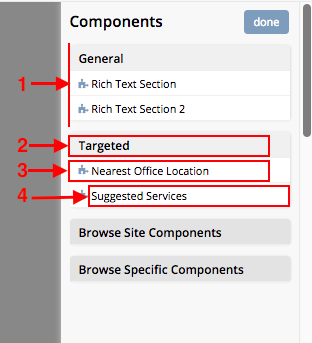 Components
done
General
1
Rich Text Section
Rich Text Section 2
2
Targeted
3
Nearest Office Location
4
Suggested Services
Browse Site Components
Browse Specific Components